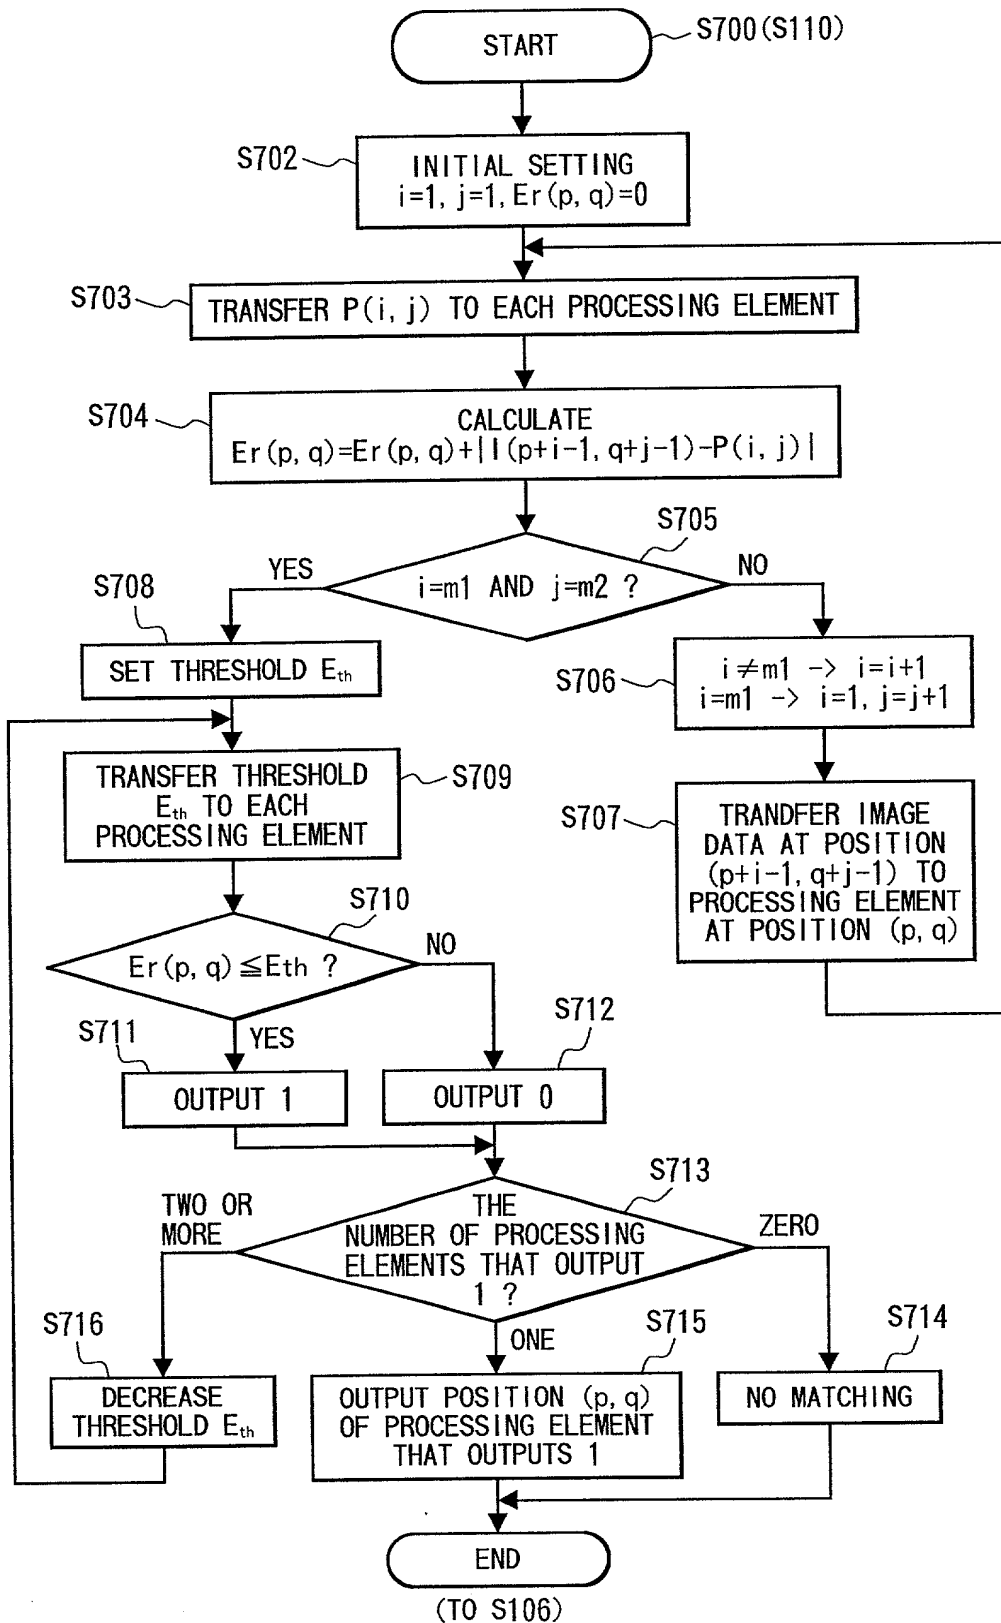 START
S700(S110)
S702
INITIAL SETTING
i=1, j=1, Er(p, q)=0
S703
TRANSFER P(i, j) TO EACH PROCESSING ELEMENT
S704
CALCULATE
Er(p, q)=Er(p, q)+|I(p+i-1, q+j-1)-P(i, j)|
S705
YES
i=m1 AND j=m2 ?
NO
S708
SET THRESHOLD Eth
S706
i≠m1 -> i=i+1
i=m1 -> i=1, j=j+1
S709
TRANSFER THRESHOLD
Eth TO EACH
PROCESSING ELEMENT
S707
TRANDFER IMAGE
DATA AT POSITION
(p+i-1, q+j-1) TO
PROCESSING ELEMENT
AT POSITION (p, q)
S710
Er(p, q)≦Eth ?
NO
S711
YES
S712
OUTPUT 1
OUTPUT 0
S713
TWO OR
MORE
THE
NUMBER OF PROCESSING
ELEMENTS THAT OUTPUT
1 ?
ZERO
S716
ONE
S715
S714
DECREASE
THRESHOLD Eth
OUTPUT POSITION (p, q)
OF PROCESSING ELEMENT
THAT OUTPUTS 1
NO MATCHING
END
(TO S106)